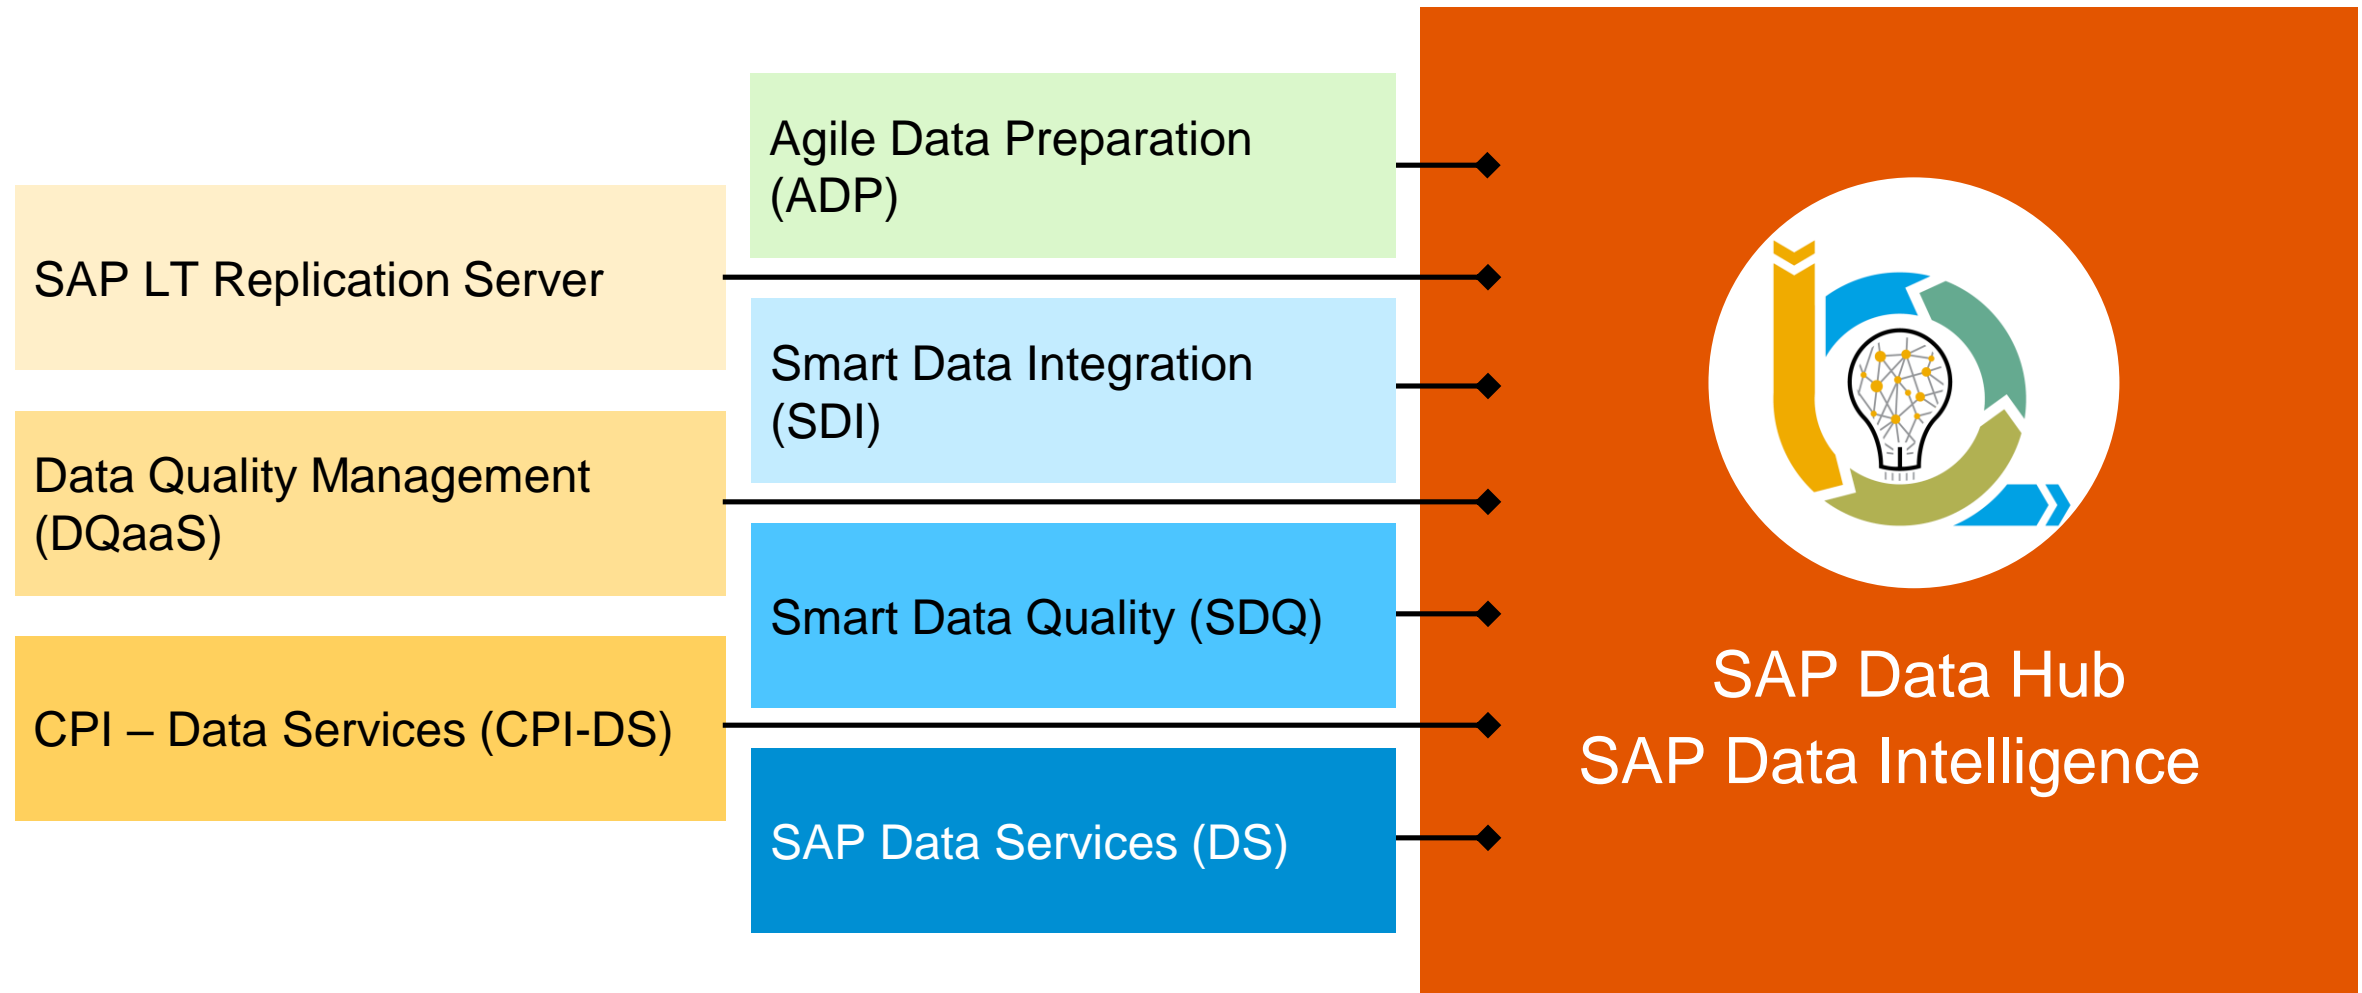 Agile Data Preparation
(ADP)
SAP LT Replication Server
Smart Data Integration
(SDI)
Data Quality Management
(DQaaS)
Smart Data Quality (SDQ)
CPI – Data Services (CPI-DS)
SAP Data Services (DS)
SAP Data Hub
SAP Data Intelligence